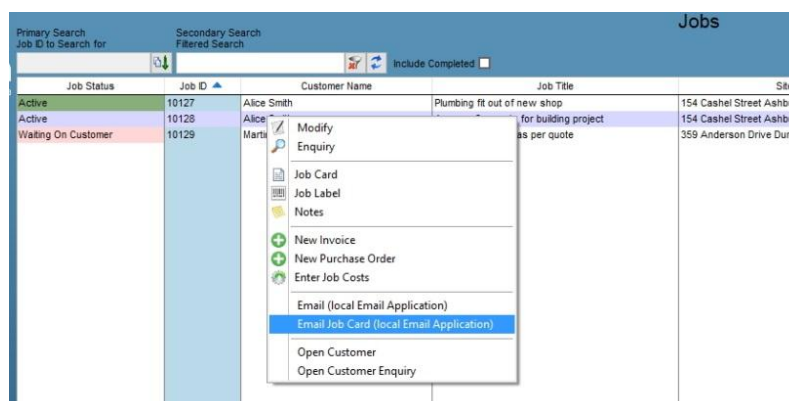 Jobs
Primary Search
Job ID to Search for
Secondary Search
Filtered Search
Include Completed
Job Status Job ID Customer Name Job Title
Active 10127 Alice Smith Plumbing fit out of new shop 154 Cashel Street Ashb
Active 10128 Alice for building project 154 Cashel Street Ashb
Waiting On Customer 10129 as per quote 359 Anderson Drive Dun
Modify
Enquiry
Job Card
Job Label
Notes
New Invoice
New Purchase Order
Enter Job Costs
Email (local Email Application)
Email Job Card (local Email Application)
Open Customer
Open Customer Enquiry